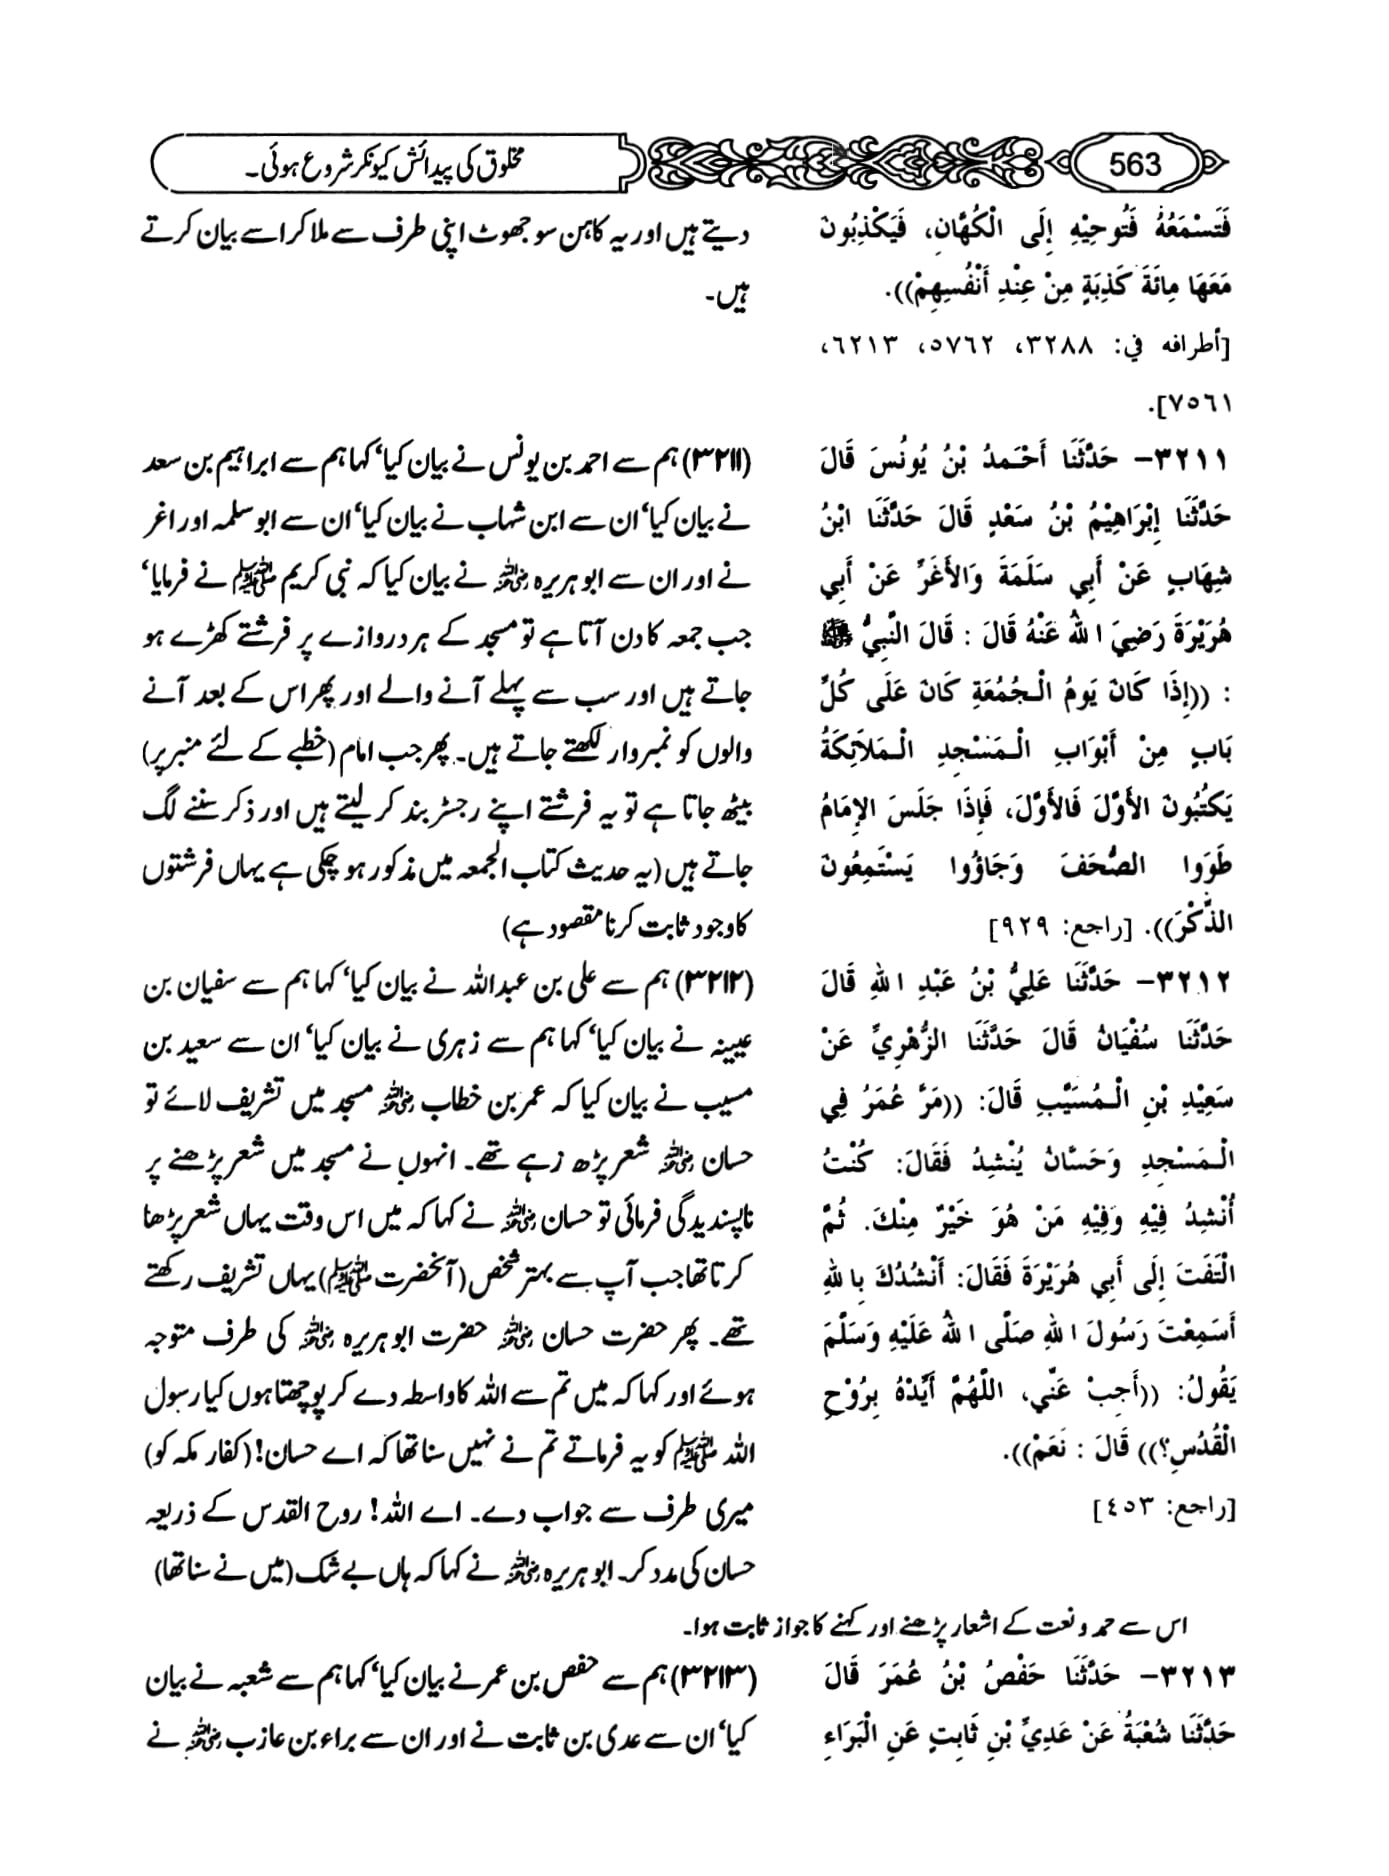 563
مخلوق کی پیدائش کیونکر شروع ہوئی۔
فَتَسْمَعُهُ فَتُوحِيْهِ إِلَى الْكُهَّانِ، فَيَكْذِبُونَ
مَعَهَا مِائَةَ كَذِبَةٍ مِنْ عِنْدِ أَنْفُسِهِمْ)).
[أطرافه في: ٣٢٨٨، ٥٧٦٢، ٦٢١٣،
٧٥٦١].
دیتے ہیں اور یہ کاہن سو جھوٹ اپنی طرف سے ملا کر اسے بیان کرتے
ہیں۔
٣٢١١- حَدَّثَنَا أَحْمَدُ بْنُ يُونُسَ قَالَ
حَدَّثَنَا إِبْرَاهِيْمُ بْنُ سَعْدٍ قَالَ حَدَّثَنَا ابْنُ
شِهَابٍ عَنْ أَبِي سَلَمَةَ وَالأَغَرِّ عَنْ أَبِي
هُرَيْرَةَ رَضِيَ اللهُ عَنْهُ قَالَ : قَالَ النَّبِيُّ ﷺ
: ((إِذَا كَانَ يَومُ الْجُمُعَةِ كَانَ عَلَى كُلِّ
بَابٍ مِنْ أَبْوَابِ الْمَسْجِدِ الْمَلاَئِكَةُ
يَكْتُبُونَ الأَوَّلَ فَالأَوَّلَ، فَإِذَا جَلَسَ الإِمَامُ
طَوَوا الصُّحَفَ وَجَاؤُوا يَسْتَمِعُونَ
الذِّكْرَ)). [راجع: ٩٢٩]
(۳۲۱۱) ہم سے احمد بن یونس نے بیان کیا‘ کہا ہم سے ابراہیم بن سعد
نے بیان کیا‘ ان سے ابن شہاب نے بیان کیا‘ ان سے ابو سلمہ اور اغر
نے اور ان سے ابو ہریرہ رضی اللہ عنہ نے بیان کیا کہ نبی کریم ﷺ نے فرمایا‘
جب جمعہ کا دن آتا ہے تو مسجد کے ہر دروازے پر فرشتے کھڑے ہو
جاتے ہیں اور سب سے پہلے آنے والے اور پھر اس کے بعد آنے
والوں کو نمبروار لکھتے جاتے ہیں۔ پھر جب امام (خطبے کے لئے منبر پر)
بیٹھ جاتا ہے تو یہ فرشتے اپنے رجسٹر بند کر لیتے ہیں اور ذکر سننے لگ
جاتے ہیں (یہ حدیث کتاب الجمعہ میں مذکور ہو چکی ہے یہاں فرشتوں
کا وجود ثابت کرنا مقصود ہے)
٣٢١٢- حَدَّثَنَا عَلِيُّ بْنُ عَبْدِ اللهِ قَالَ
حَدَّثَنَا سُفْيَانُ قَالَ حَدَّثَنَا الزُّهْرِيِّ عَنْ
سَعِيْدِ بْنِ الْمُسَيَّبِ قَالَ: ((مَرَّ عُمَرُ فِي
الْمَسْجِدِ وَحَسَّانُ يُنْشِدُ فَقَالَ: كُنْتُ
أُنْشِدُ فِيْهِ وَفِيْهِ مَنْ هُوَ خَيْرٌ مِنْكَ. ثُمَّ
الْتَفَتَ إِلَى أَبِي هُرَيْرَةَ فَقَالَ: أَنْشُدُكَ بِاللهِ
أَسَمِعْتَ رَسُولَ اللهِ صَلَّى اللهُ عَلَيْهِ وَسَلَّمَ
يَقُولُ: ((أَجِبْ عَنِّي، اللَّهُمَّ أَيِّدْهُ بِرُوْحِ
الْقُدُسِ؟)) قَالَ : نَعَمْ)).
[راجع: ٤٥٣]
(۳۲۱۲) ہم سے علی بن عبداللہ نے بیان کیا‘ کہا ہم سے سفیان بن
عیینہ نے بیان کیا‘ کہا ہم سے زہری نے بیان کیا‘ ان سے سعید بن
مسیب نے بیان کیا کہ عمر بن خطاب رضی اللہ عنہ مسجد میں تشریف لائے تو
حسان رضی اللہ عنہ شعر پڑھ رہے تھے۔ انہوں نے مسجد میں شعر پڑھنے پر
ناپسندیدگی فرمائی تو حسان رضی اللہ عنہ نے کہا کہ میں اس وقت یہاں شعر پڑھا
کرتا تھا جب آپ سے بہتر شخص (آنحضرت ﷺ) یہاں تشریف رکھتے
تھے۔ پھر حضرت حسان رضی اللہ عنہ حضرت ابو ہریرہ رضی اللہ عنہ کی طرف متوجہ
ہوئے اور کہا کہ میں تم سے اللہ کا واسطہ دے کر پوچھتا ہوں کیا رسول
اللہ ﷺ کو یہ فرماتے تم نے نہیں سنا تھا کہ اے حسان! (کفار مکہ کو)
میری طرف سے جواب دے۔ اے اللہ! روح القدس کے ذریعہ
حسان کی مدد کر۔ ابو ہریرہ رضی اللہ عنہ نے کہا کہ ہاں بے شک (میں نے سنا تھا)
اس سے حمد و نعت کے اشعار پڑھنے اور کہنے کا جواز ثابت ہوا۔
٣٢١٣- حَدَّثَنَا حَفْصُ بْنُ عُمَرَ قَالَ
حَدَّثَنَا شُعْبَةُ عَنْ عَدِيِّ بْنِ ثَابِتٍ عَنِ الْبَرَاءِ
(۳۲۱۳) ہم سے حفص بن عمر نے بیان کیا‘ کہا ہم سے شعبہ نے بیان
کیا‘ ان سے عدی بن ثابت نے اور ان سے براء بن عازب رضی اللہ عنہ نے